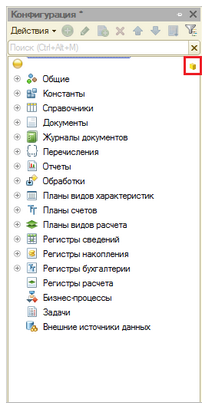 Конфигурация *
Действия
Поиск (Ctrl+Alt+M)
Общие
Константы
Справочники
Документы
Журналы документов
Перечисления
Отчеты
Обработки
Планы видов характеристик
Планы счетов
Планы видов расчета
Регистры сведений
Регистры накопления
Регистры бухгалтерии
Регистры расчета
Бизнес-процессы
Задачи
Внешние источники данных